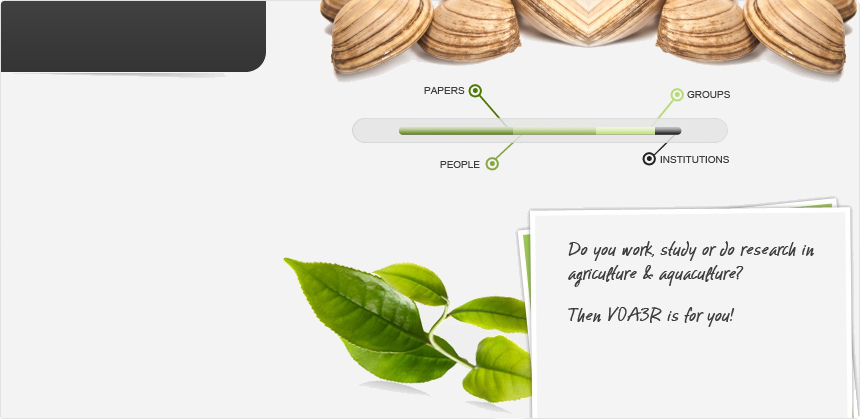 PAPERS
GROUPS
PEOPLE
INSTITUTIONS
Do you work, study or do research in
agriculture & aquaculture?
Then VOA3R is for you!